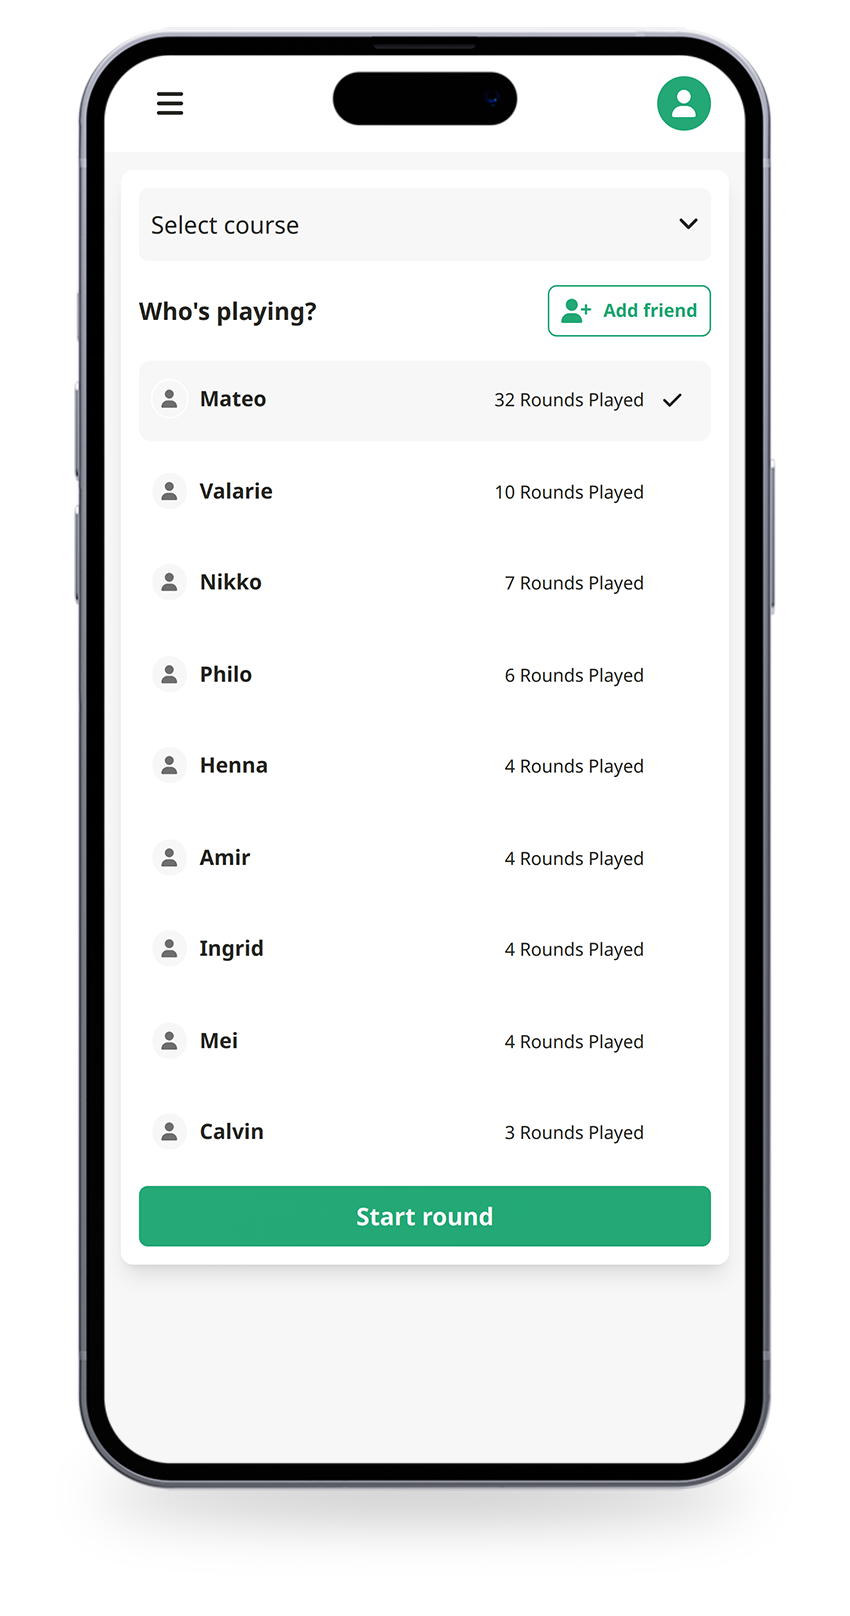 Select course
Who's playing? Add friend
Mateo 32 Rounds Played
Valarie 10 Rounds Played
Nikko 7 Rounds Played
Philo 6 Rounds Played
Henna 4 Rounds Played
Amir 4 Rounds Played
Ingrid 4 Rounds Played
Mei 4 Rounds Played
Calvin 3 Rounds Played
Start round